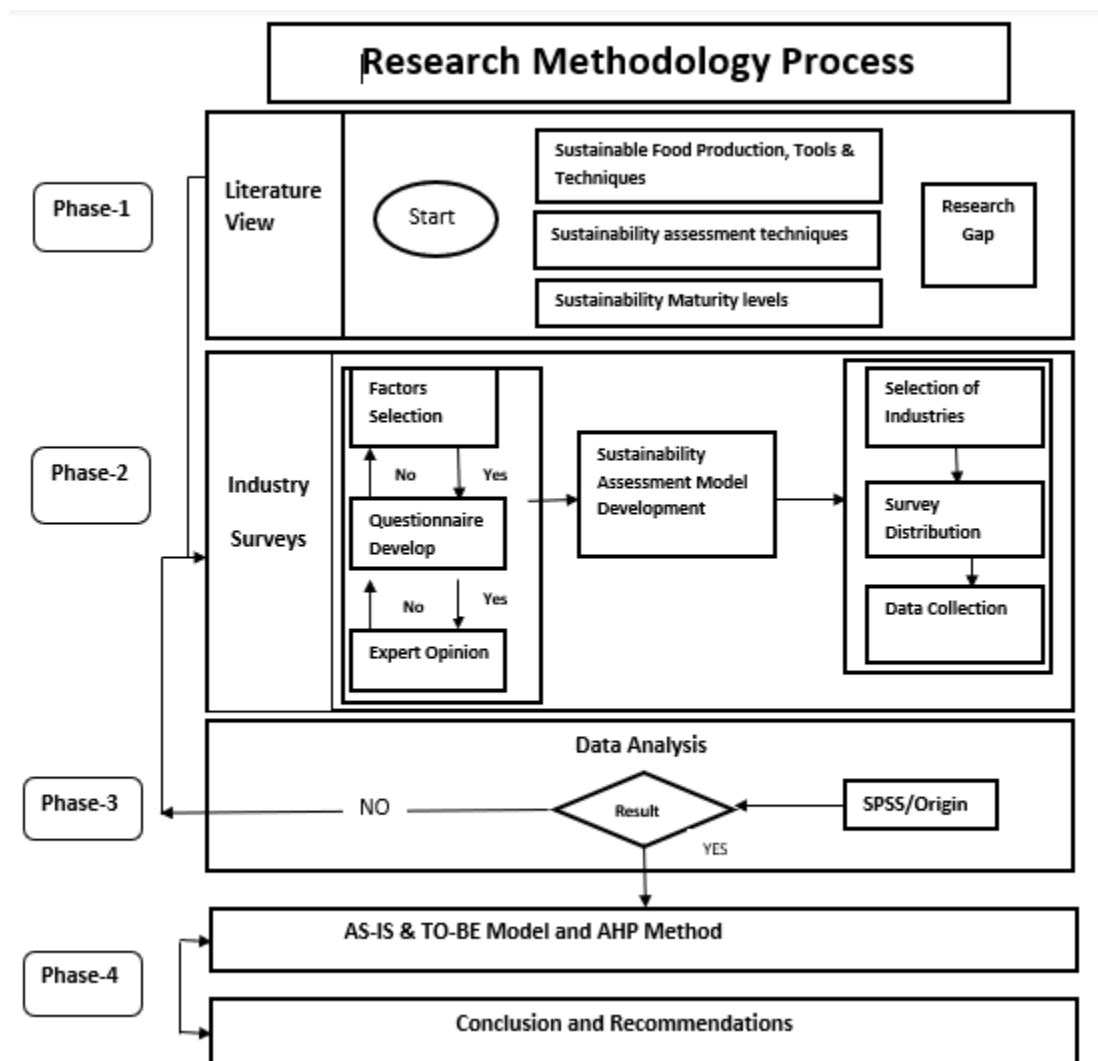 Research Methodology Process
Phase-1
Literature
View
Start
Sustainable Food Production, Tools &
Techniques
Sustainability assessment techniques
Sustainability Maturity levels
Research
Gap
Phase-2
Industry
Surveys
Factors
Selection
No
Yes
Questionnaire
Develop
No
Yes
Expert Opinion
Sustainability
Assessment Model
Development
Selection of
Industries
Survey
Distribution
Data Collection
Phase-3
Data Analysis
NO
Result
SPSS/Origin
YES
Phase-4
AS-IS & TO-BE Model and AHP Method
Conclusion and Recommendations